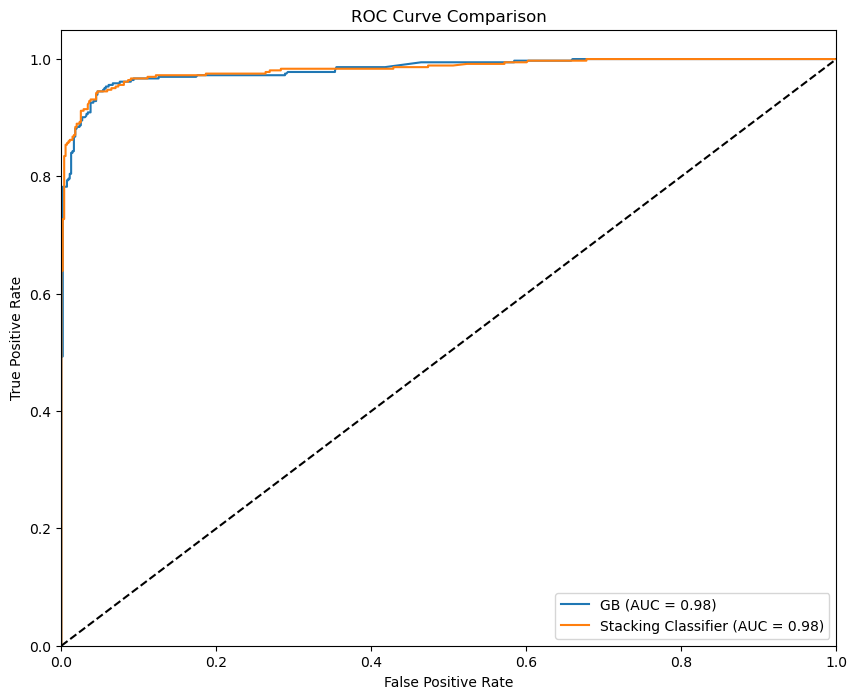 ROC Curve Comparison
True Positive Rate
1.0
0.8
0.6
0.4
0.2
0.0
GB (AUC = 0.98)
Stacking Classifier (AUC = 0.98)
0.0 0.2 0.4 0.6 0.8 1.0
False Positive Rate